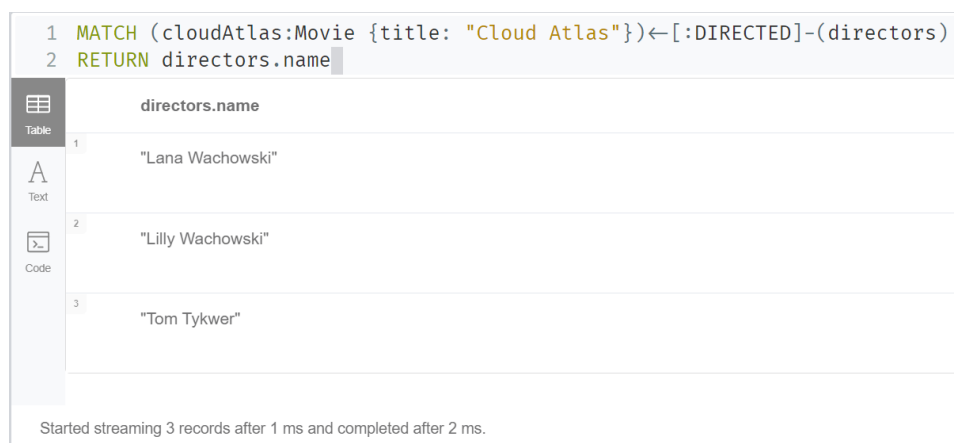 1 MATCH (cloudAtlas:Movie {title: "Cloud Atlas"})<-[:DIRECTED]-(directors)
2 RETURN directors.name
Table
directors.name
1
"Lana Wachowski"
A
Text
2
"Lilly Wachowski"
Code
3
"Tom Tykwer"
Started streaming 3 records after 1 ms and completed after 2 ms.